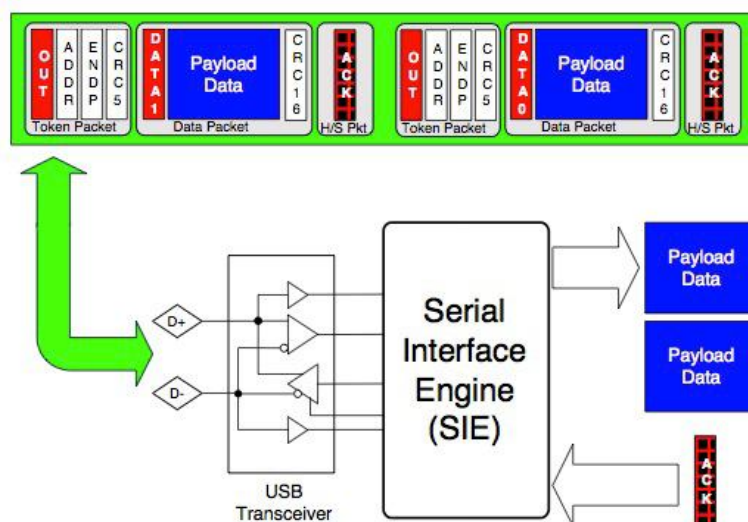 OUT
ADDR
ENDP
CRC5
Token Packet
DATA1
Payload
Data
CRC16
Data Packet
ACK
H/S Pkt
OUT
ADDR
ENDP
CRC5
Token Packet
DATA0
Payload
Data
CRC16
Data Packet
ACK
H/S Pkt
D+
D-
USB
Transceiver
Serial
Interface
Engine
(SIE)
Payload
Data
Payload
Data
ACK